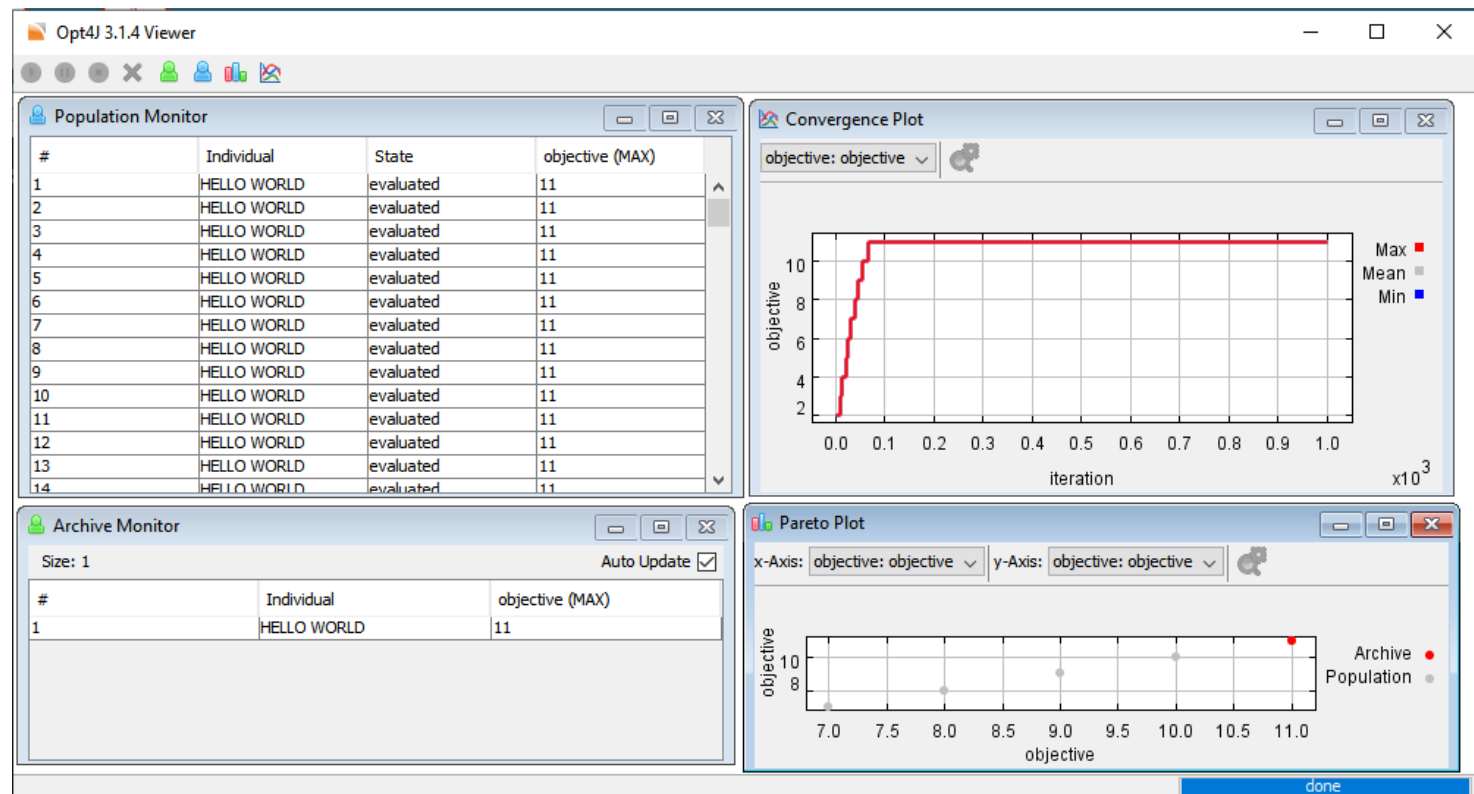 Opt4J 3.1.4 Viewer
Population Monitor
# Individual State objective (MAX)
1 HELLO WORLD evaluated 11
2 HELLO WORLD evaluated 11
3 HELLO WORLD evaluated 11
4 HELLO WORLD evaluated 11
5 HELLO WORLD evaluated 11
6 HELLO WORLD evaluated 11
7 HELLO WORLD evaluated 11
8 HELLO WORLD evaluated 11
9 HELLO WORLD evaluated 11
10 HELLO WORLD evaluated 11
11 HELLO WORLD evaluated 11
12 HELLO WORLD evaluated 11
13 HELLO WORLD evaluated 11
14 HELLO WORLD evaluated 11
Convergence Plot
objective: objective
Max
Mean
Min
objective
10
8
6
4
2
0.0 0.1 0.2 0.3 0.4 0.5 0.6 0.7 0.8 0.9 1.0
iteration x10^3
Archive Monitor
Size: 1 Auto Update
# Individual objective (MAX)
1 HELLO WORLD 11
Pareto Plot
x-Axis: objective: objective y-Axis: objective: objective
Archive
Population
objective
10
8
7.0 7.5 8.0 8.5 9.0 9.5 10.0 10.5 11.0
objective
done